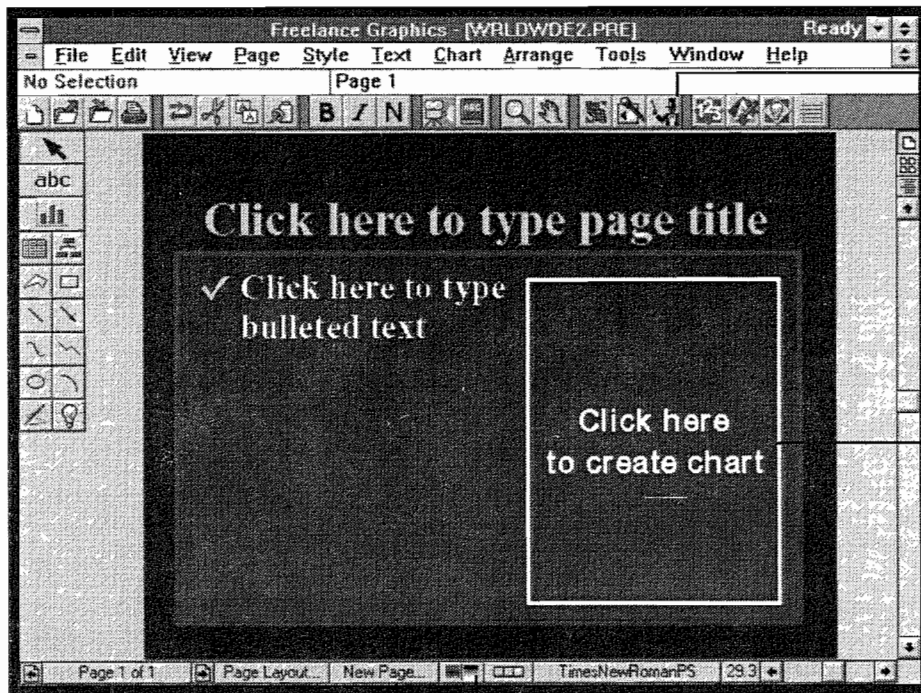 Freelance Graphics - [WRLDWDE2.PRE] Ready
File Edit View Page Style Text Chart Arrange Tools Window Help
No Selection Page 1
B I N
abc
Click here to type page title
✓ Click here to type
bulleted text
Click here
to create chart
Page 1 of 1 Page Layout... New Page... TimesNewRomanPS 29.3